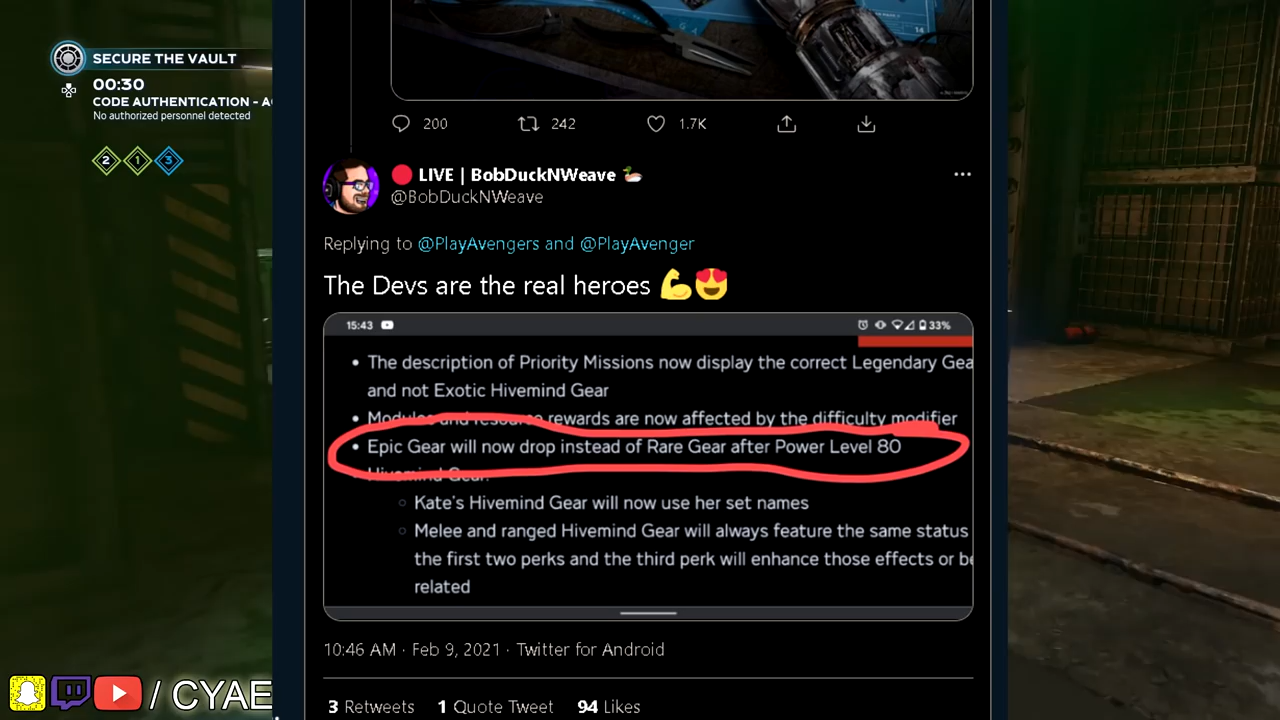 SECURE THE VAULT
00:30
CODE AUTHENTICATION - A
No authorized personnel detected
2 1 3
14
200 242 1.7K
LIVE | BobDuckNWeave
@BobDuckNWeave
Replying to @PlayAvengers and @PlayAvenger
The Devs are the real heroes
15:43 33%
• The description of Priority Missions now display the correct Legendary Gea
and not Exotic Hivemind Gear
• Modules and resource rewards are now affected by the difficulty modifier
• Epic Gear will now drop instead of Rare Gear after Power Level 80
• Hivemind Gear:
Kate's Hivemind Gear will now use her set names
Melee and ranged Hivemind Gear will always feature the same status
the first two perks and the third perk will enhance those effects or be
related
10:46 AM · Feb 9, 2021 · Twitter for Android
3 Retweets 1 Quote Tweet 94 Likes
/ CYAE